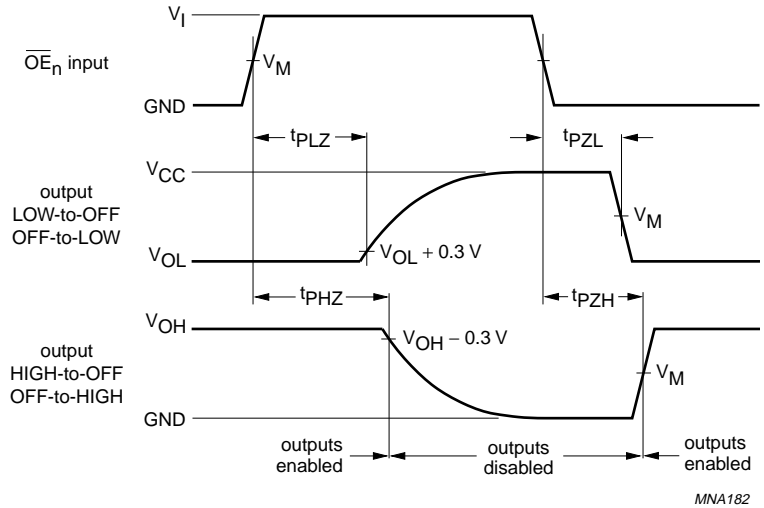 V_I
OE_n input
V_M
GND
t_PLZ
t_PZL
V_CC
output
LOW-to-OFF
OFF-to-LOW
V_M
V_OL
V_OL + 0.3 V
t_PHZ
t_PZH
V_OH
V_OH − 0.3 V
output
HIGH-to-OFF
OFF-to-HIGH
V_M
GND
outputs
enabled
outputs
disabled
outputs
enabled
MNA182